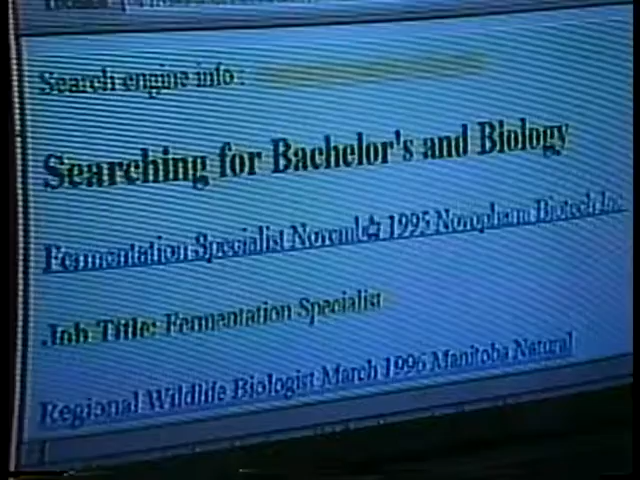 Search engine info :
Searching for Bachelor's and Biology
Fermentation Specialist November 1995 Novopharm Biotech Inc
Job Title: Fermentation Specialist
Regional Wildlife Biologist March 1996 Manitoba Natural